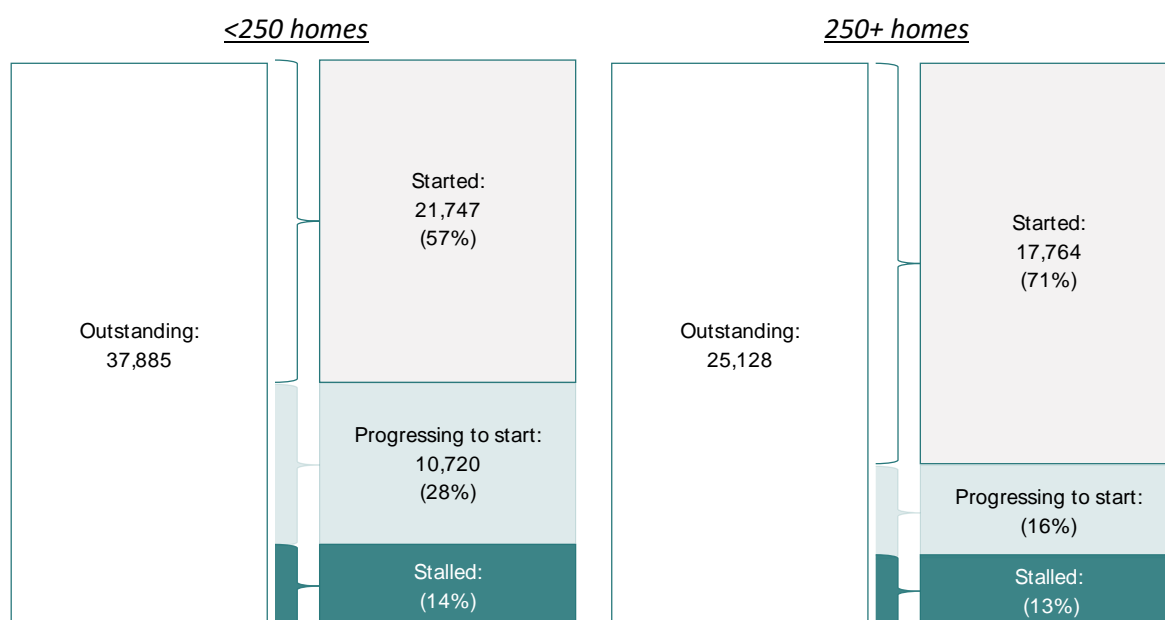 <250 homes
Outstanding:
37,885
Started:
21,747
(57%)
Progressing to start:
10,720
(28%)
Stalled:
(14%)
250+ homes
Outstanding:
25,128
Started:
17,764
(71%)
Progressing to start:
(16%)
Stalled:
(13%)